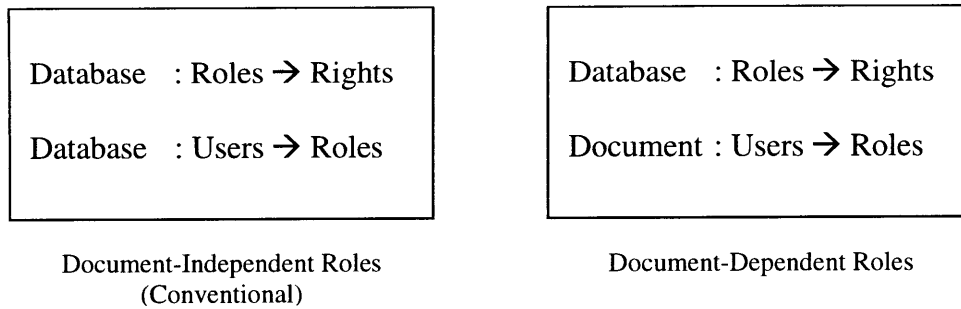 Database : Roles → Rights
Database : Users → Roles
Document-Independent Roles
(Conventional)
Database : Roles → Rights
Document : Users → Roles
Document-Dependent Roles